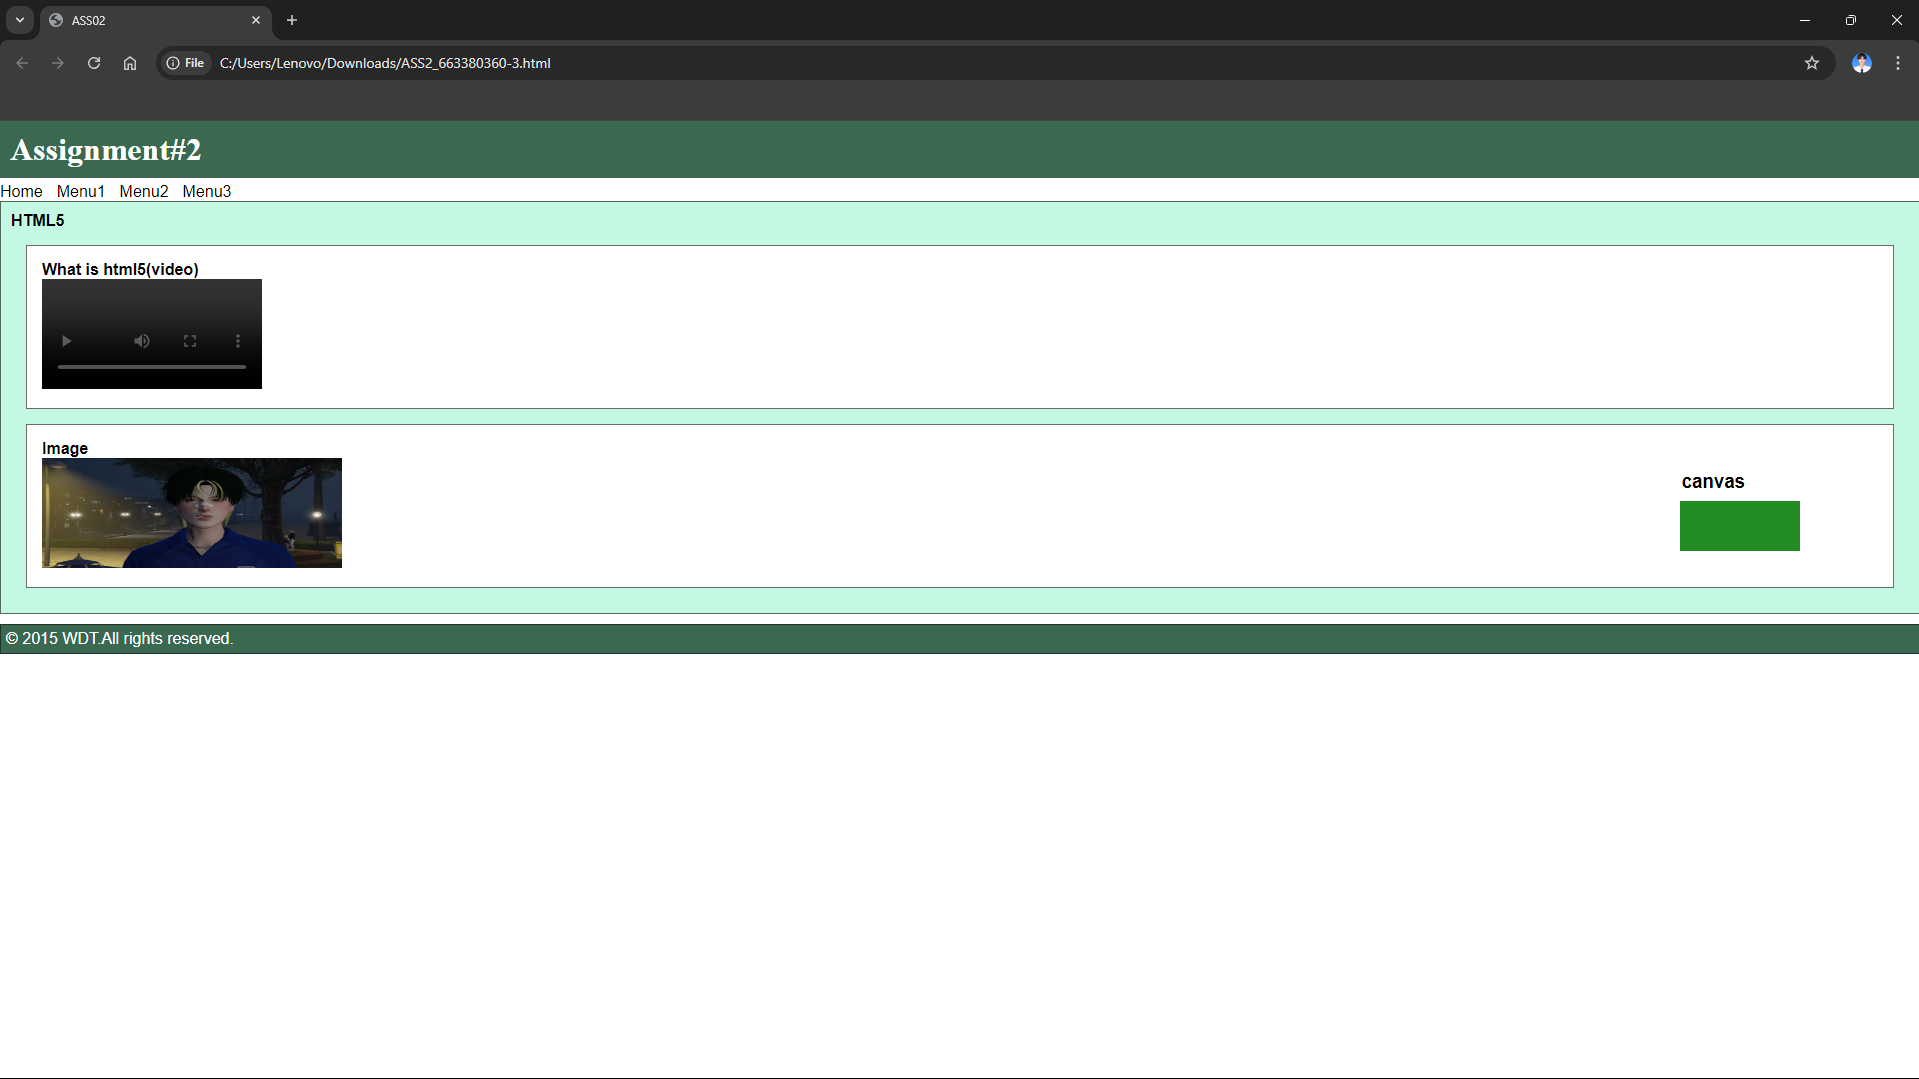 ASS02
File C:/Users/Lenovo/Downloads/ASS2_663380360-3.html
Assignment#2
Home Menu1 Menu2 Menu3
HTML5
What is html5(video)
Image
canvas
© 2015 WDT.All rights reserved.